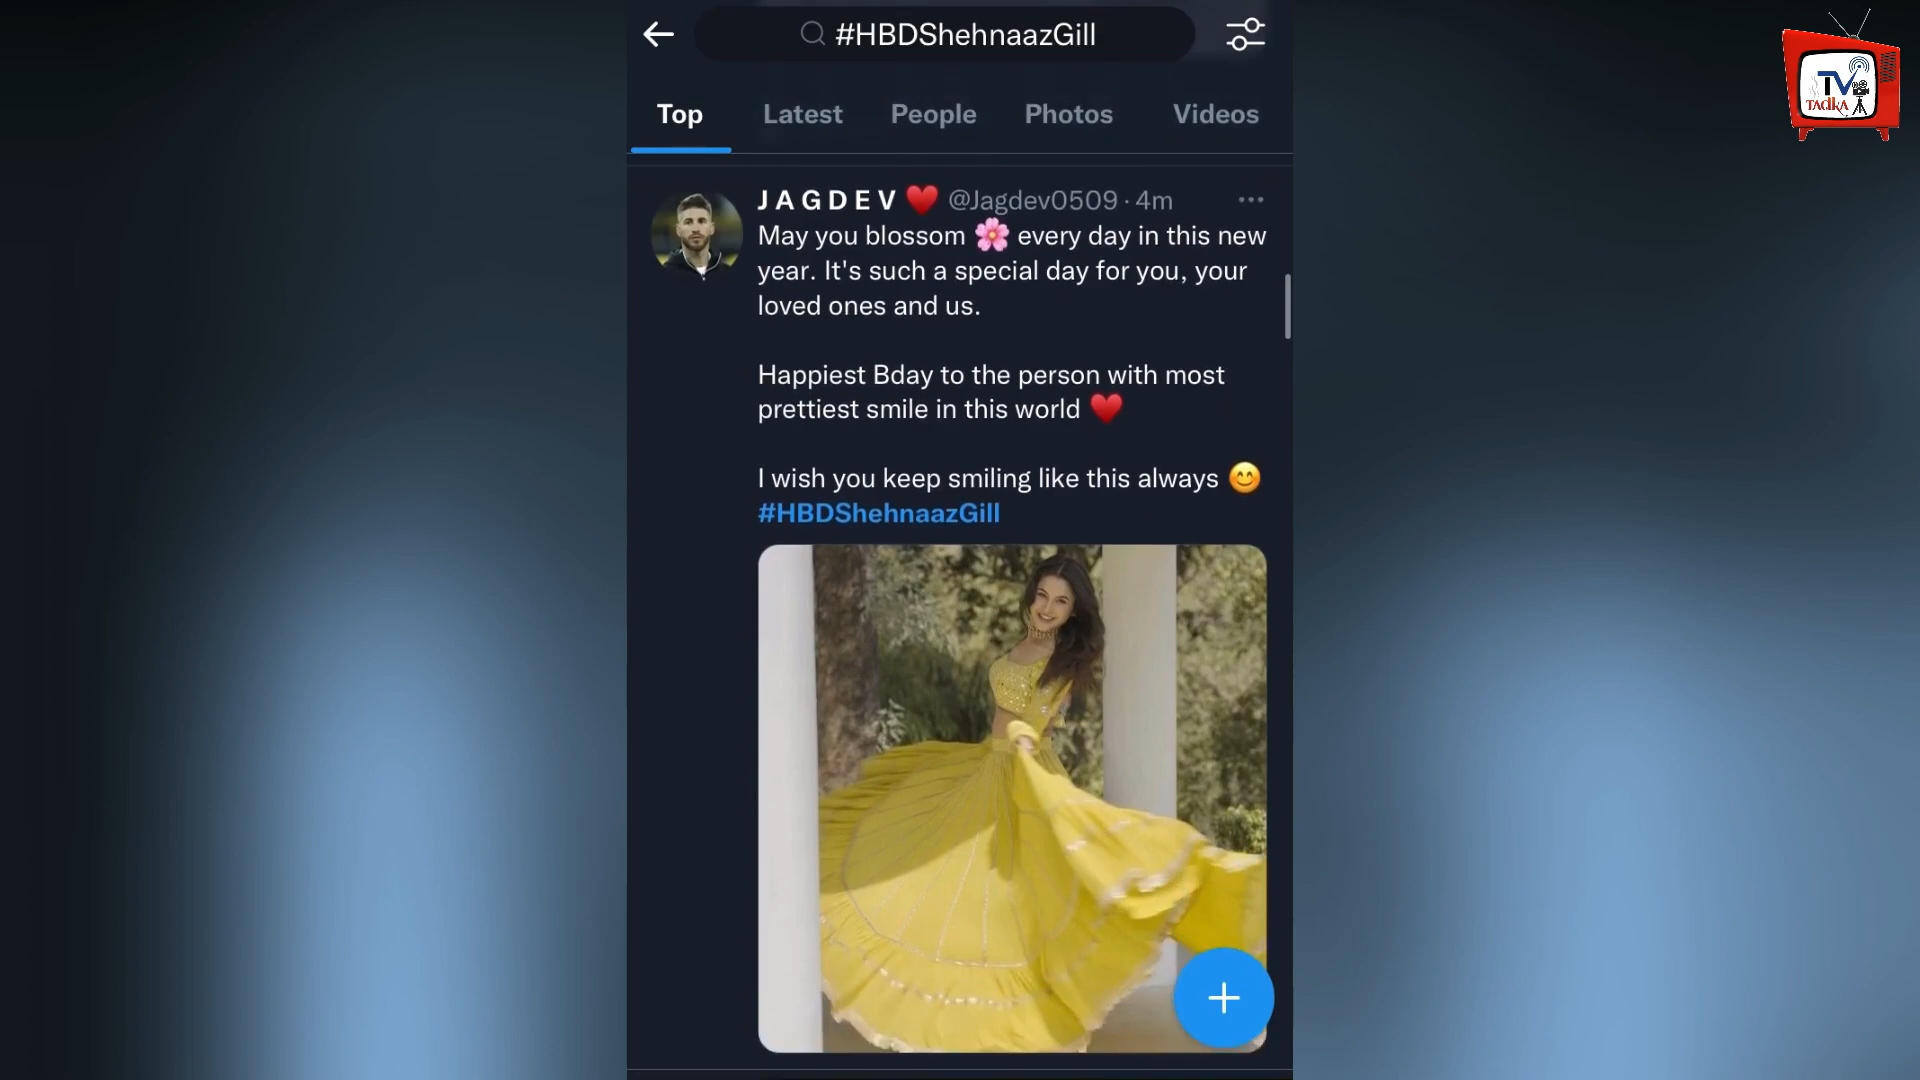 #HBDShehnaazGill
Top Latest People Photos Videos
J A G D E V ♥️ @Jagdev0509 · 4m
May you blossom 🌸 every day in this new
year. It's such a special day for you, your
loved ones and us.
Happiest Bday to the person with most
prettiest smile in this world ♥️
I wish you keep smiling like this always 😊
#HBDShehnaazGill
TV
TADKA